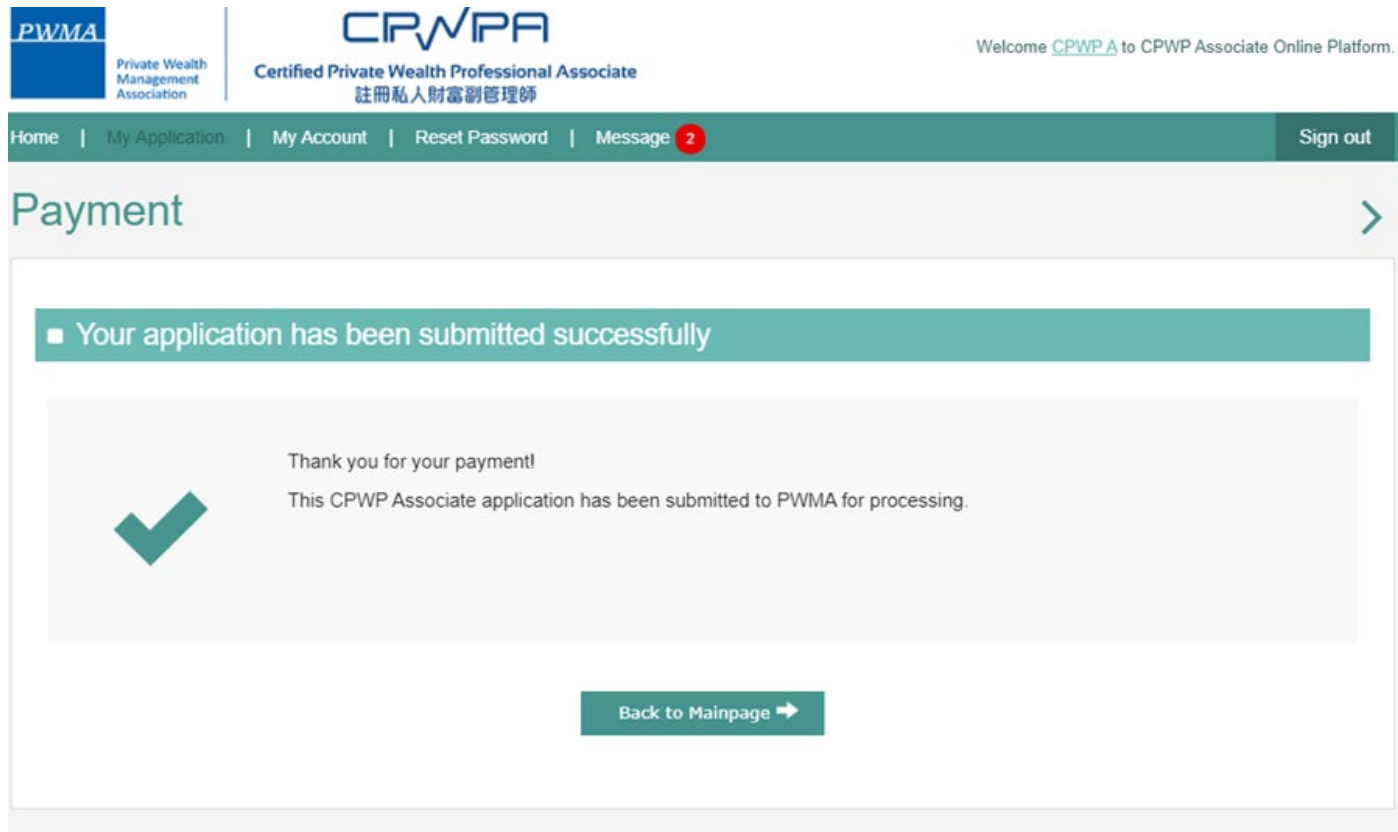 PWMA
Private Wealth
Management
Association
CPWPA
Certified Private Wealth Professional Associate
註冊私人財富副管理師
Welcome CPWP A to CPWP Associate Online Platform.
Home | My Application | My Account | Reset Password | Message 2
Sign out
Payment
Your application has been submitted successfully
Thank you for your payment!
This CPWP Associate application has been submitted to PWMA for processing.
Back to Mainpage